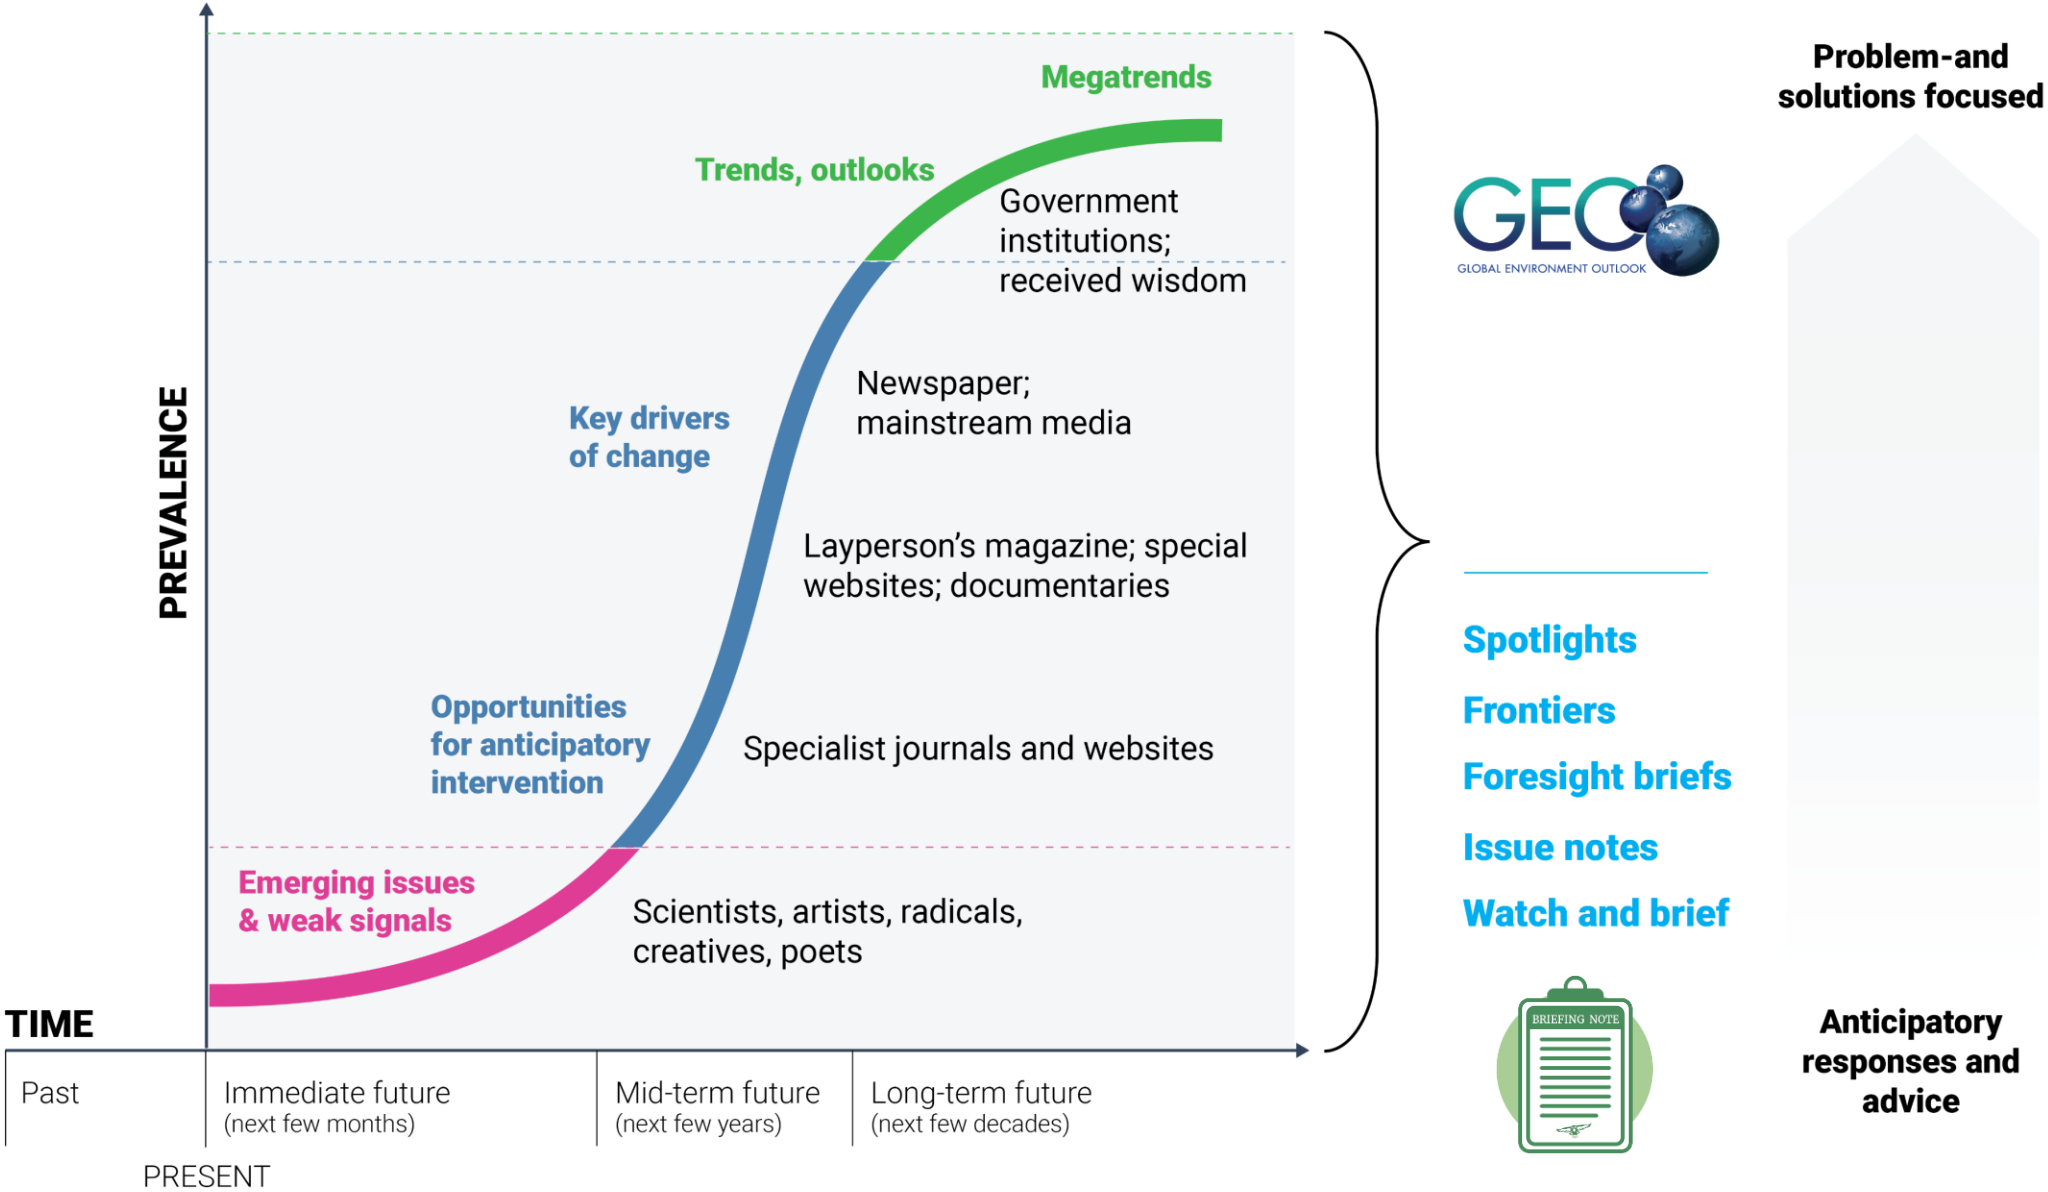 Megatrends
Trends, outlooks
Government
institutions;
received wisdom
Key drivers
of change
Newspaper;
mainstream media
Layperson’s magazine; special
websites; documentaries
Opportunities
for anticipatory
intervention
Specialist journals and websites
Emerging issues
& weak signals
Scientists, artists, radicals,
creatives, poets
PREVALENCE
TIME
Past
Immediate future
(next few months)
Mid-term future
(next few years)
Long-term future
(next few decades)
PRESENT
GEO
GLOBAL ENVIRONMENT OUTLOOK
Spotlights
Frontiers
Foresight briefs
Issue notes
Watch and brief
BRIEFING NOTE
Problem-and
solutions focused
Anticipatory
responses and
advice